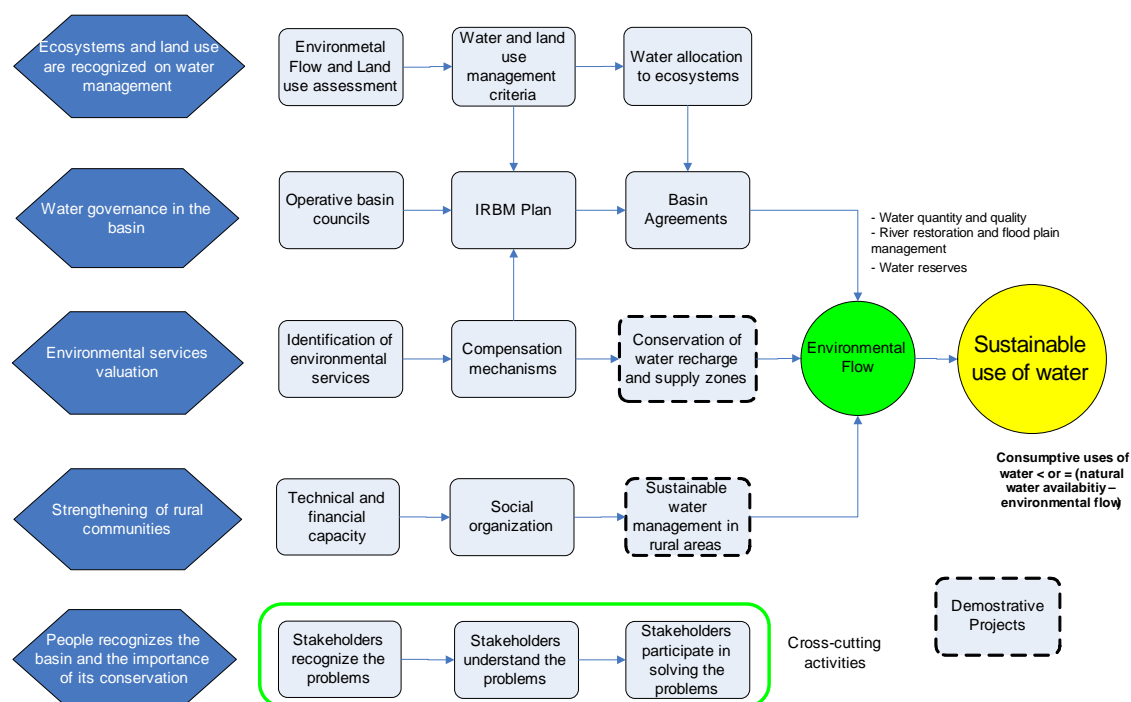 Ecosystems and land use
are recognized on water
management
Environmetal
Flow and Land
use assessment
Water and land
use
management
criteria
Water allocation
to ecosystems
Water governance in the
basin
Operative basin
councils
IRBM Plan
Basin
Agreements
- Water quantity and quality
- River restoration and flood plain
management
- Water reserves
Environmental services
valuation
Identification of
environmental
services
Compensation
mechanisms
Conservation of
water recharge
and supply zones
Environmental
Flow
Sustainable
use of water
Consumptive uses of
water < or = (natural
water availabitiy –
environmental flow)
Strengthening of rural
communities
Technical and
financial
capacity
Social
organization
Sustainable
water
management in
rural areas
Demostrative
Projects
People recognizes the
basin and the importance
of its conservation
Stakeholders
recognize the
problems
Stakeholders
understand the
problems
Stakeholders
participate in
solving the
problems
Cross-cutting
activities